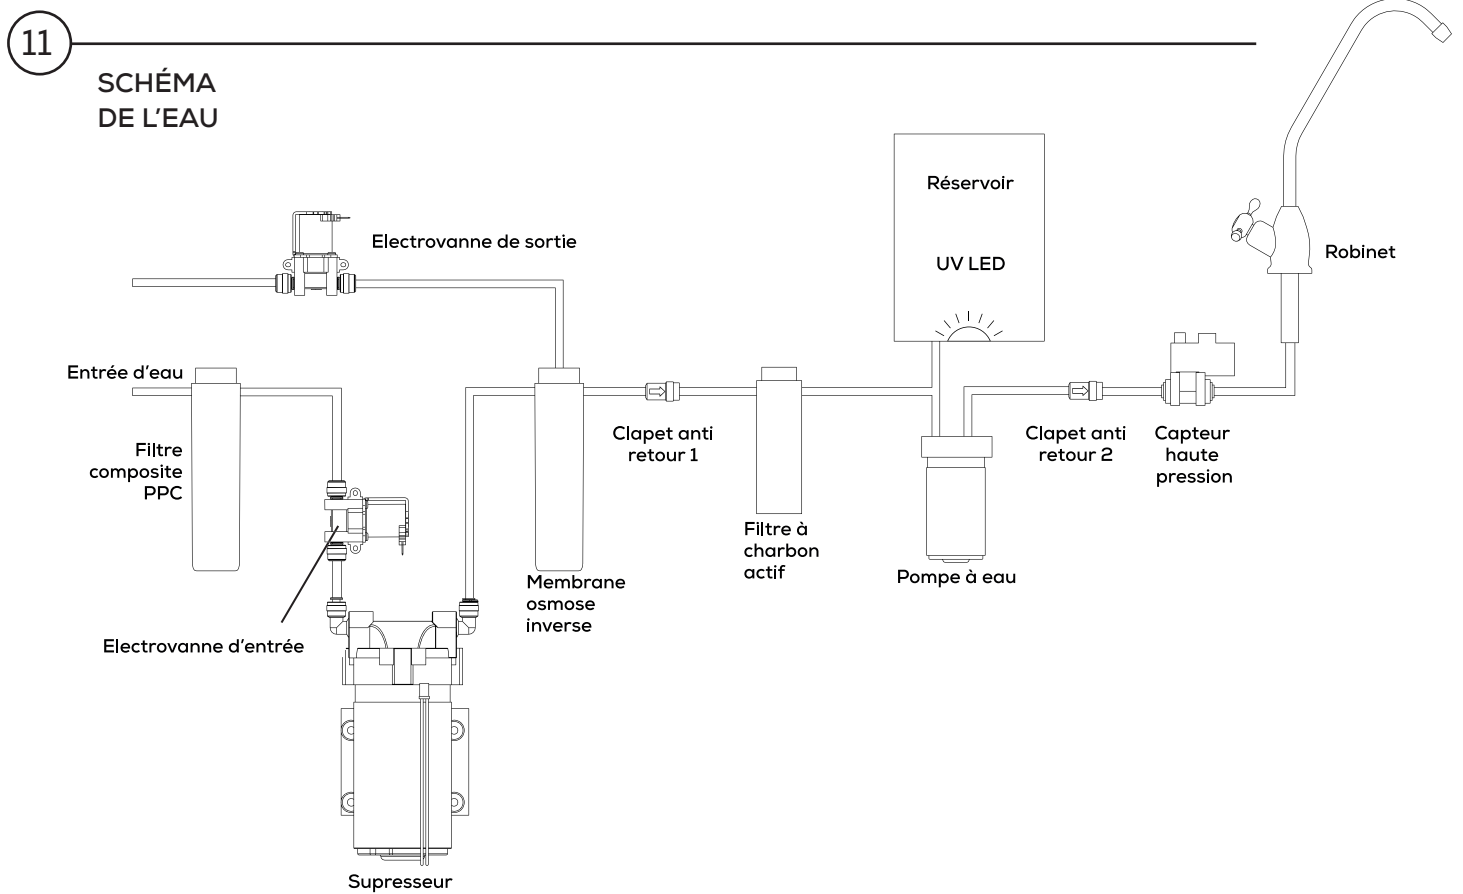 11
SCHÉMA
DE L'EAU
Electrovanne de sortie
Entrée d'eau
Filtre
composite
PPC
Electrovanne d'entrée
Supresseur
Membrane
osmose
inverse
Clapet anti
retour 1
Filtre à
charbon
actif
Réservoir
UV LED
Pompe à eau
Clapet anti
retour 2
Capteur
haute
pression
Robinet